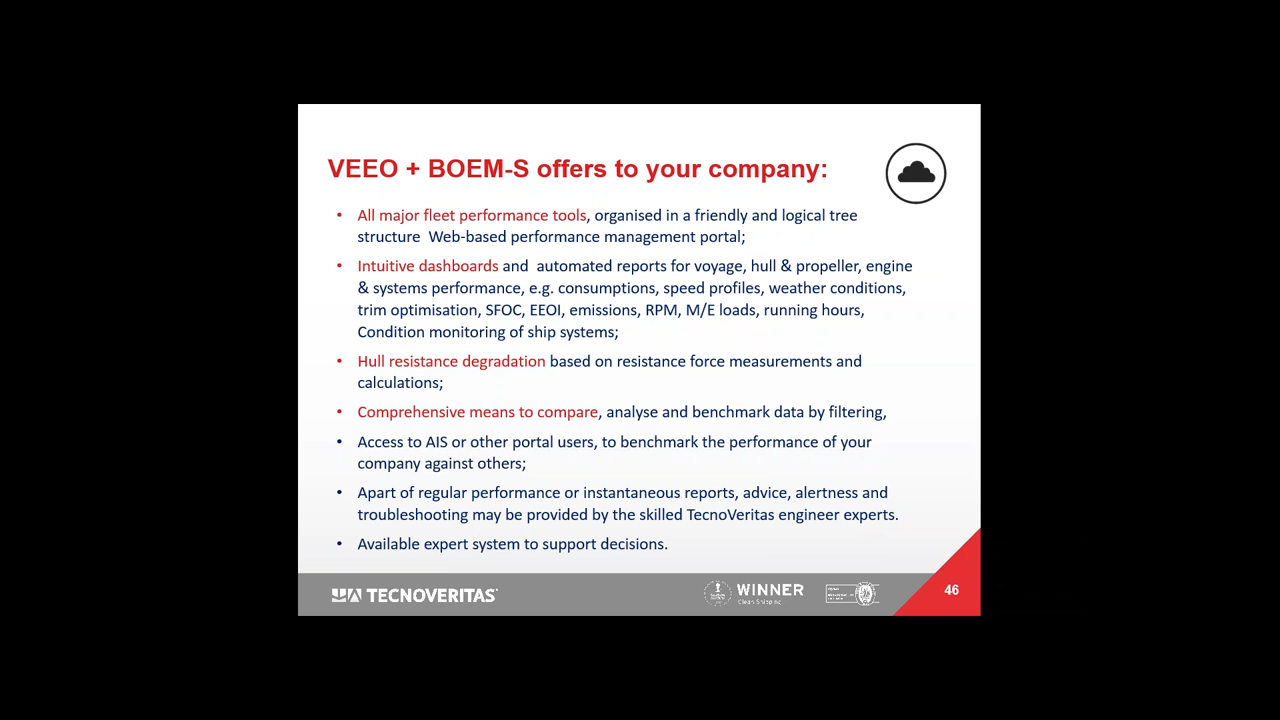 VEEO + BOEM-S offers to your company:
• All major fleet performance tools, organised in a friendly and logical tree
structure  Web-based performance management portal;
• Intuitive dashboards and  automated reports for voyage, hull & propeller, engine
& systems performance, e.g. consumptions, speed profiles, weather conditions,
trim optimisation, SFOC, EEOI, emissions, RPM, M/E loads, running hours,
Condition monitoring of ship systems;
• Hull resistance degradation based on resistance force measurements and
calculations;
• Comprehensive means to compare, analyse and benchmark data by filtering,
• Access to AIS or other portal users, to benchmark the performance of your
company against others;
• Apart of regular performance or instantaneous reports, advice, alertness and
troubleshooting may be provided by the skilled TecnoVeritas engineer experts.
• Available expert system to support decisions.
TECNOVERITAS
WINNER
Clean Shipping
46